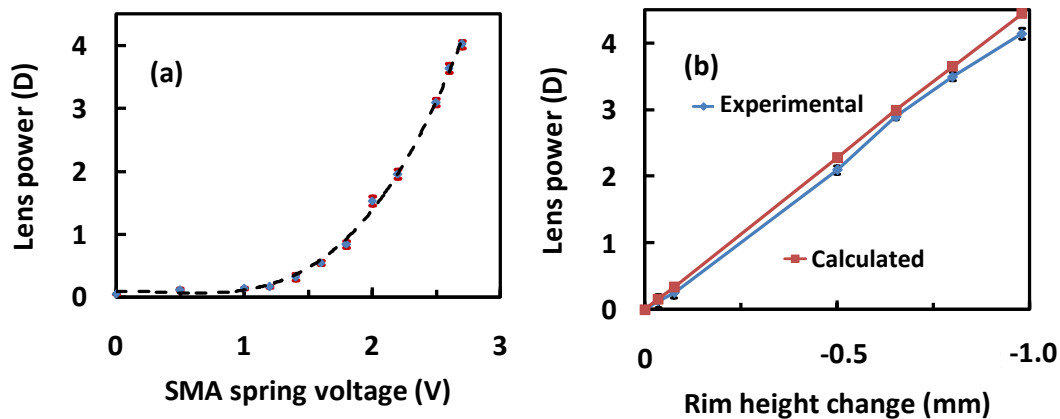 (a)
Lens power (D)
4
3
2
1
0
0 1 2 3
SMA spring voltage (V)
(b)
Lens power (D)
4
3
2
1
0
Experimental
Calculated
0 -0.5 -1.0
Rim height change (mm)